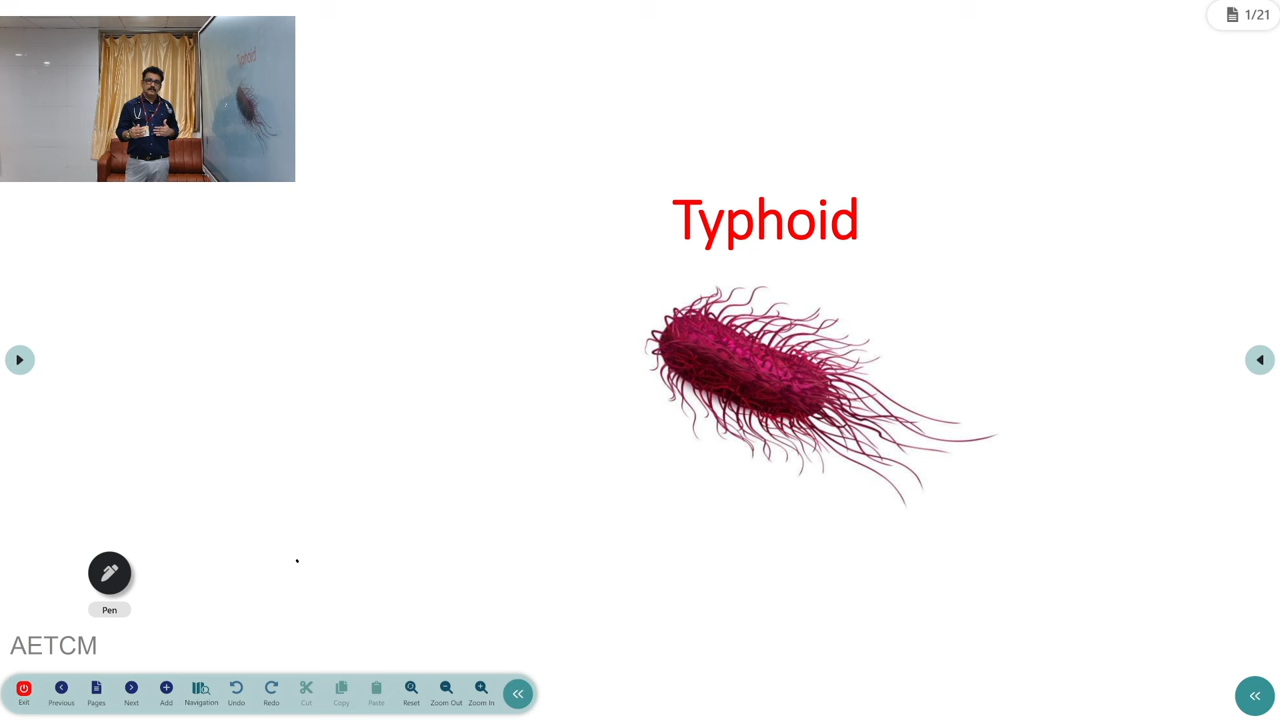 1/21
Typhoid
Typhoid
Pen
AETCM
Exit
Previous
Pages
Next
Add
Navigation
Undo
Redo
Cut
Copy
Paste
Reset
Zoom Out
Zoom In